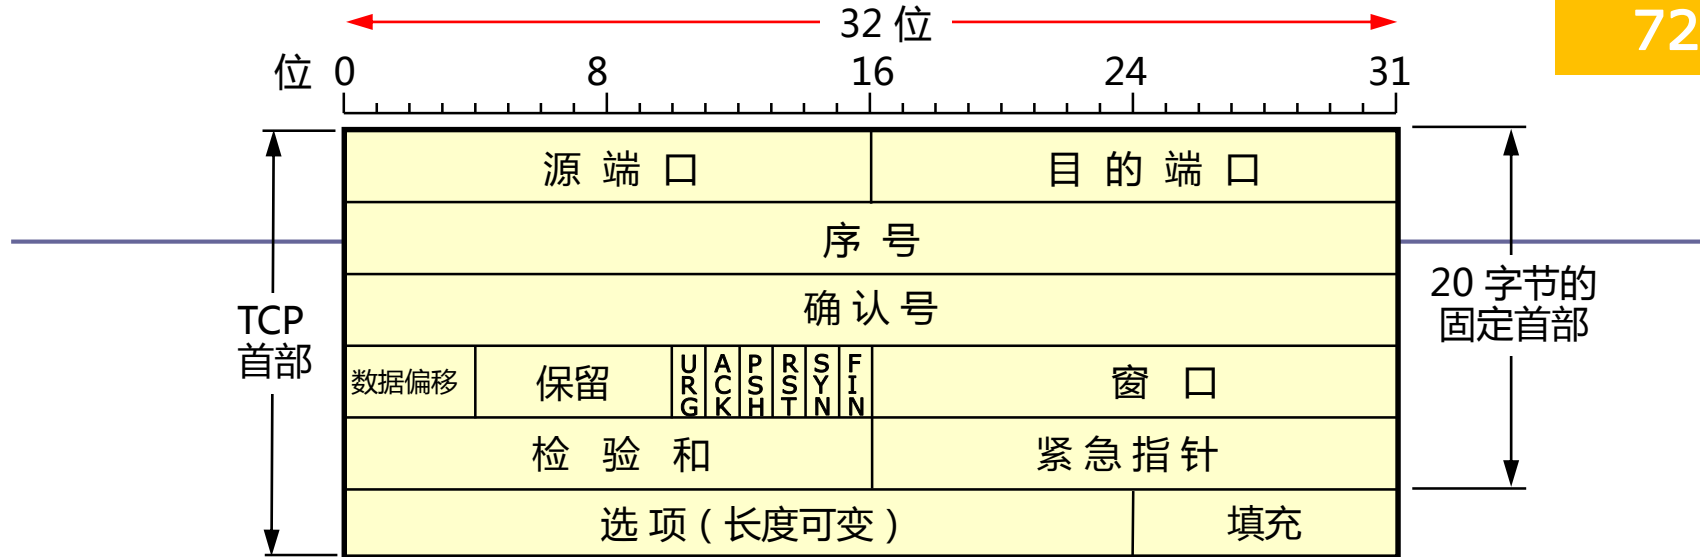 32 位
72
位 0 8 16 24 31
源 端 口 目 的 端 口
序 号
确 认 号
TCP
首部
20 字节的
固定首部
数据偏移 保留 URG ACK PSH RST SYN FIN 窗 口
检 验 和 紧 急 指 针
选 项 ( 长 度 可 变 ) 填充